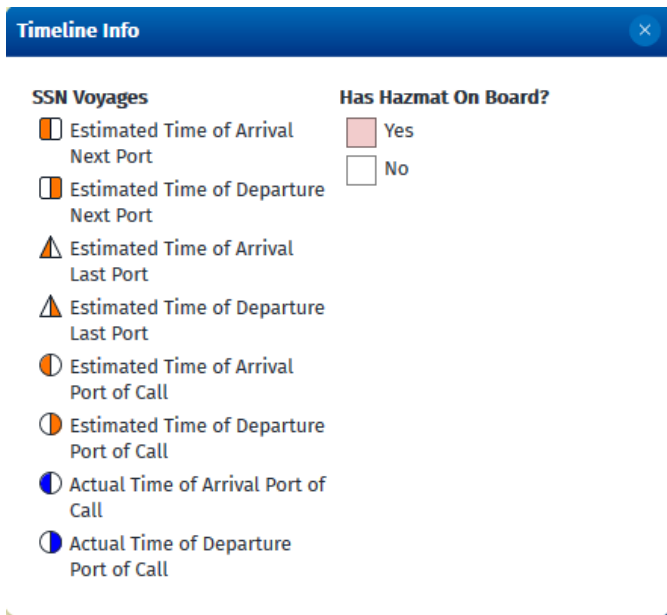 Timeline Info
SSN Voyages
Estimated Time of Arrival
Next Port
Estimated Time of Departure
Next Port
Estimated Time of Arrival
Last Port
Estimated Time of Departure
Last Port
Estimated Time of Arrival
Port of Call
Estimated Time of Departure
Port of Call
Actual Time of Arrival Port of
Call
Actual Time of Departure
Port of Call
Has Hazmat On Board?
Yes
No